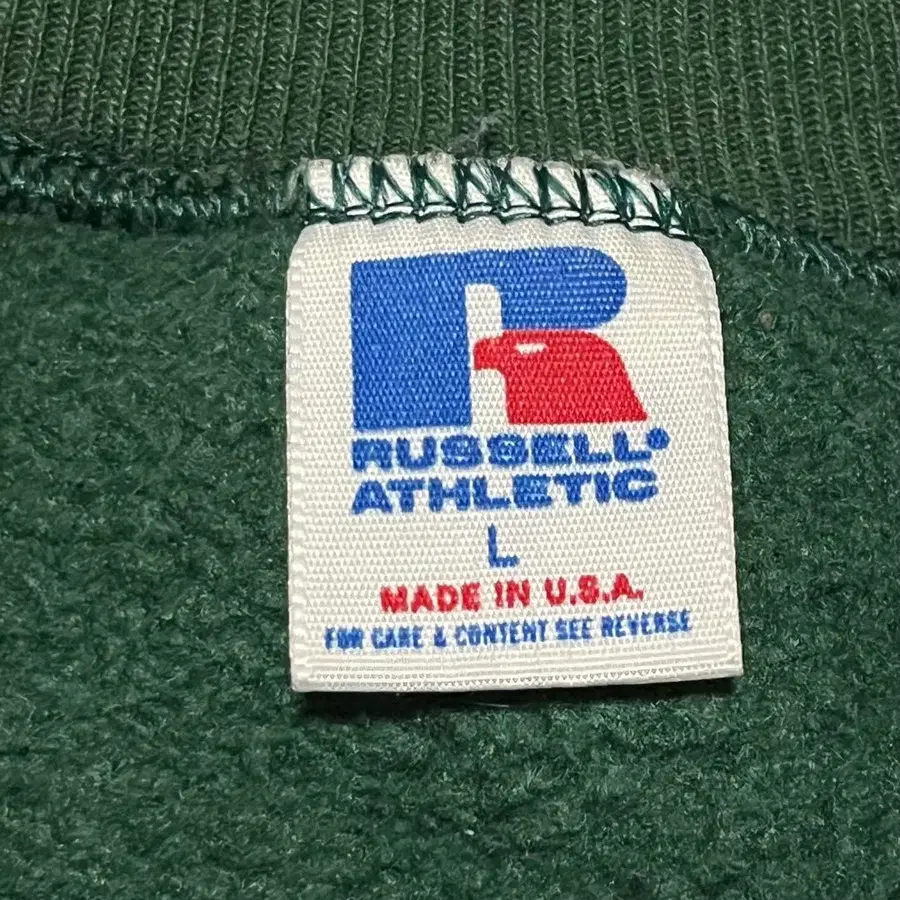 R
RUSSELL®
ATHLETIC
L
MADE IN U.S.A.
FOR CARE & CONTENT SEE REVERSE